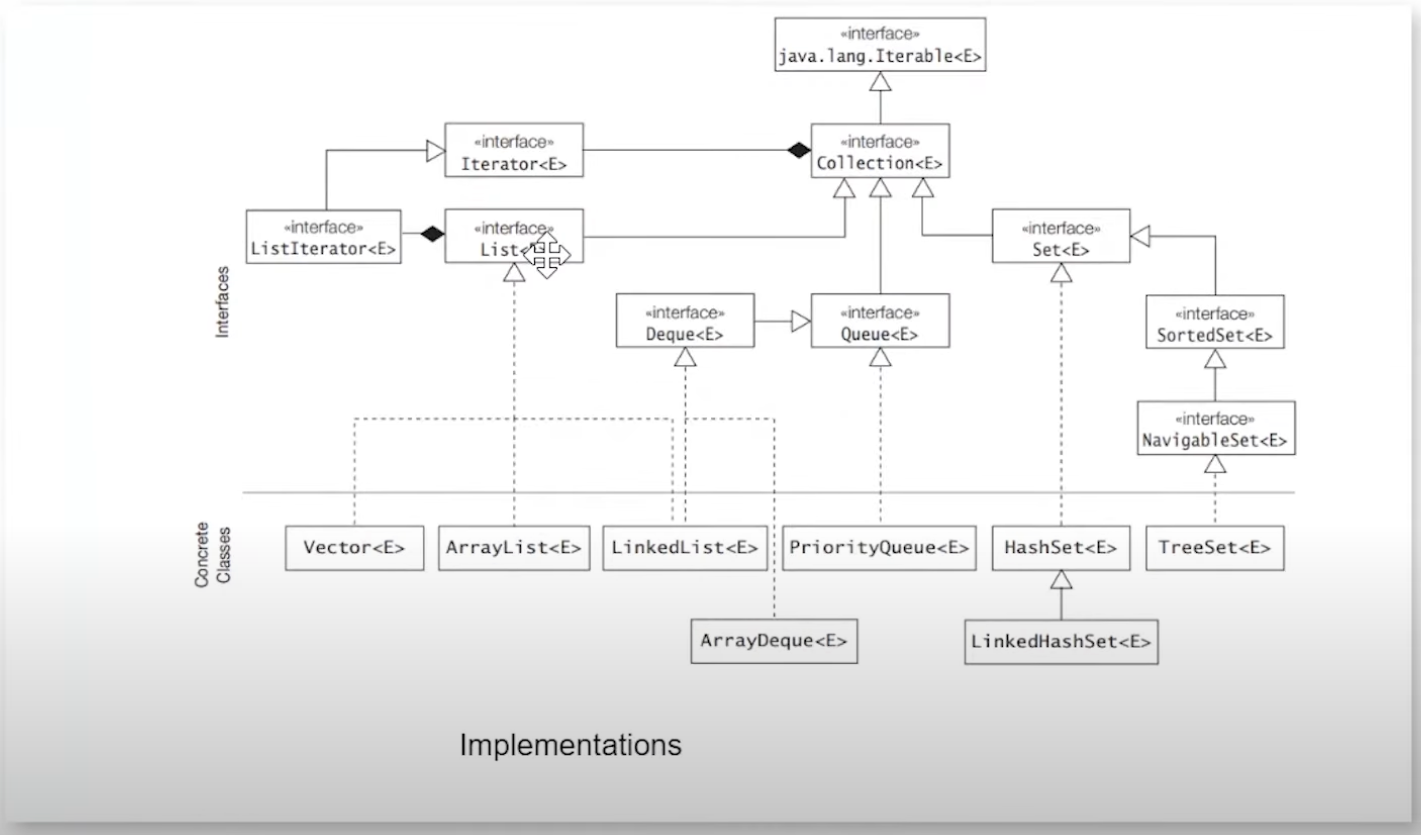 «interface»
java.lang.Iterable<E>
«interface»
Iterator<E>
«interface»
Collection<E>
«interface»
ListIterator<E>
«interface»
List<
«interface»
Set<E>
«interface»
Deque<E>
«interface»
Queue<E>
«interface»
SortedSet<E>
«interface»
NavigableSet<E>
Interfaces
Concrete
Classes
Vector<E>
ArrayList<E>
LinkedList<E>
PriorityQueue<E>
HashSet<E>
TreeSet<E>
ArrayDeque<E>
LinkedHashSet<E>
Implementations